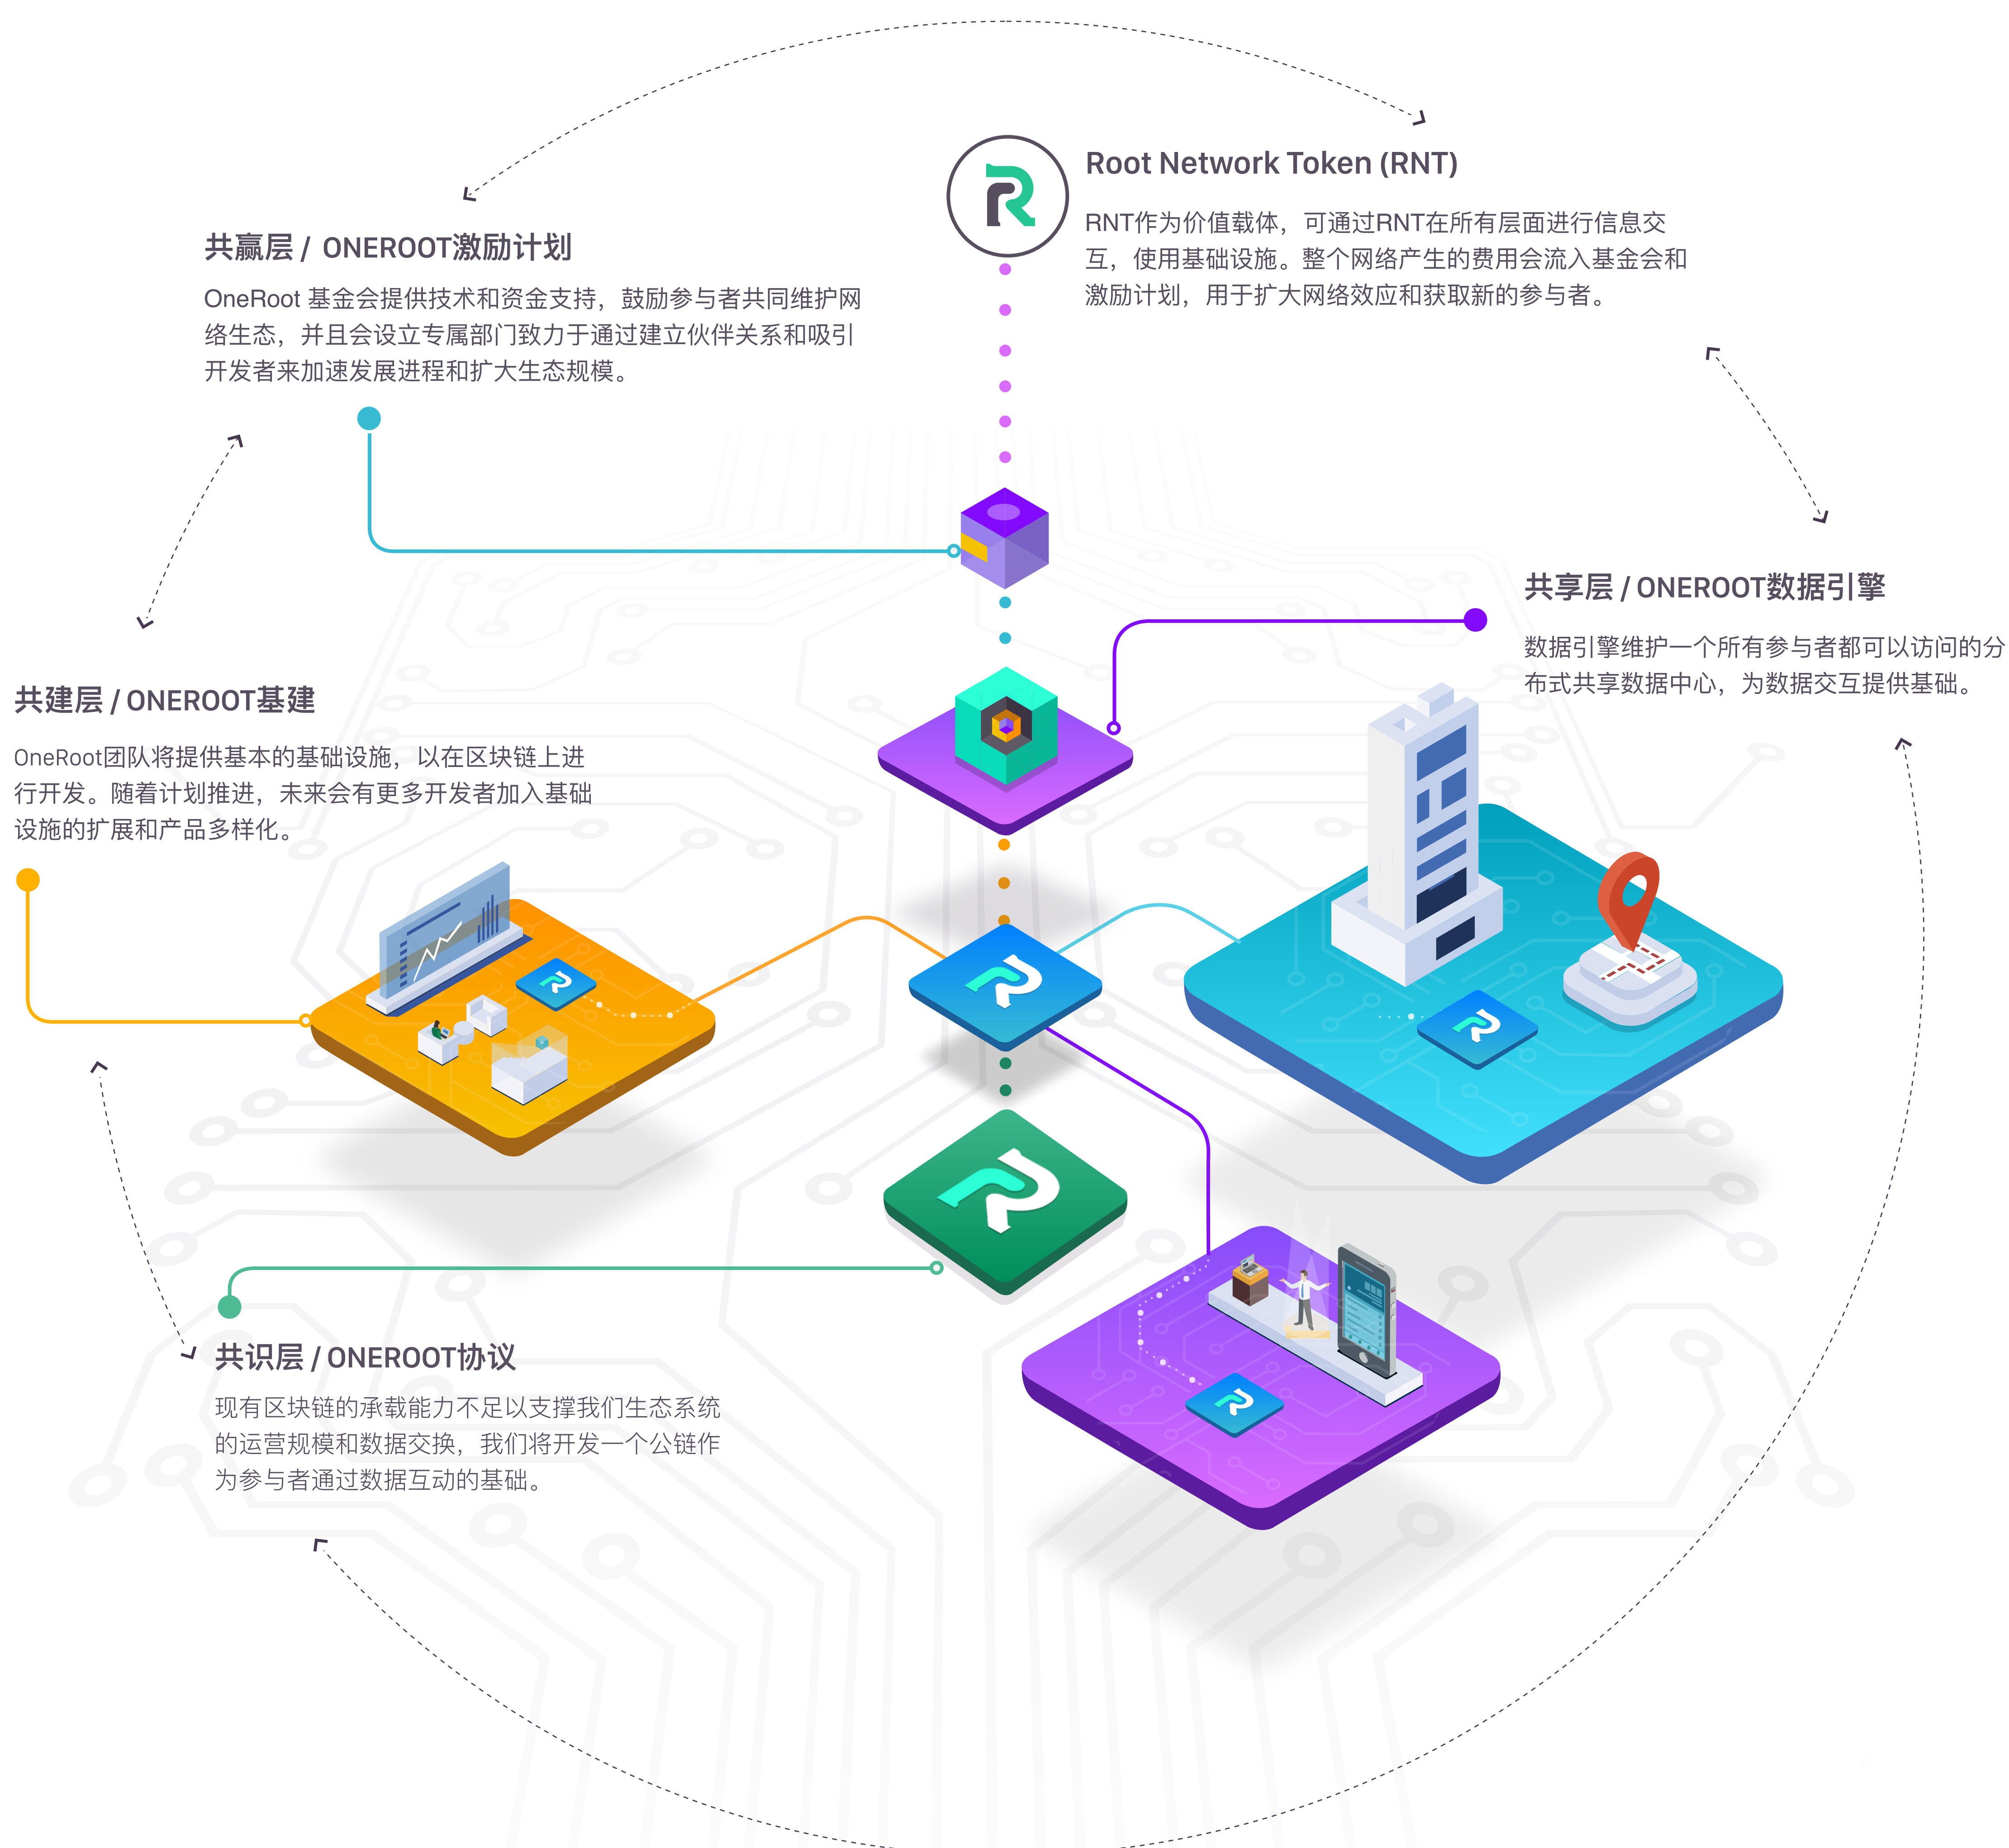 Root Network Token (RNT)
RNT作为价值载体，可通过RNT在所有层面进行信息交
互，使用基础设施。整个网络产生的费用会流入基金会和
激励计划，用于扩大网络效应和获取新的参与者。
共赢层 / ONEROOT激励计划
OneRoot 基金会提供技术和资金支持，鼓励参与者共同维护网
络生态，并且会设立专属部门致力于通过建立伙伴关系和吸引
开发者来加速发展进程和扩大生态规模。
共享层 / ONEROOT数据引擎
数据引擎维护一个所有参与者都可以访问的分
布式共享数据中心，为数据交互提供基础。
共建层 / ONEROOT基建
OneRoot团队将提供基本的基础设施，以在区块链上进
行开发。随着计划推进，未来会有更多开发者加入基础
设施的扩展和产品多样化。
共识层 / ONEROOT协议
现有区块链的承载能力不足以支撑我们生态系统
的运营规模和数据交换，我们将开发一个公链作
为参与者通过数据互动的基础。